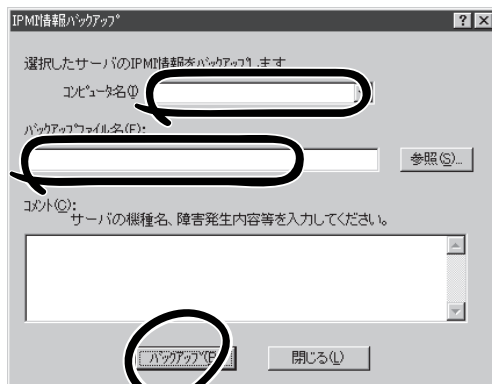 IPMI情報バックアップ
選択したサーバのIPMI情報をバックアップします
コンピュータ名(I)
バックアップファイル名(F):
参照(S)...
コメント(C):
サーバの機種名、障害発生内容等を入力してください。
バックアップ(P)
閉じる(L)